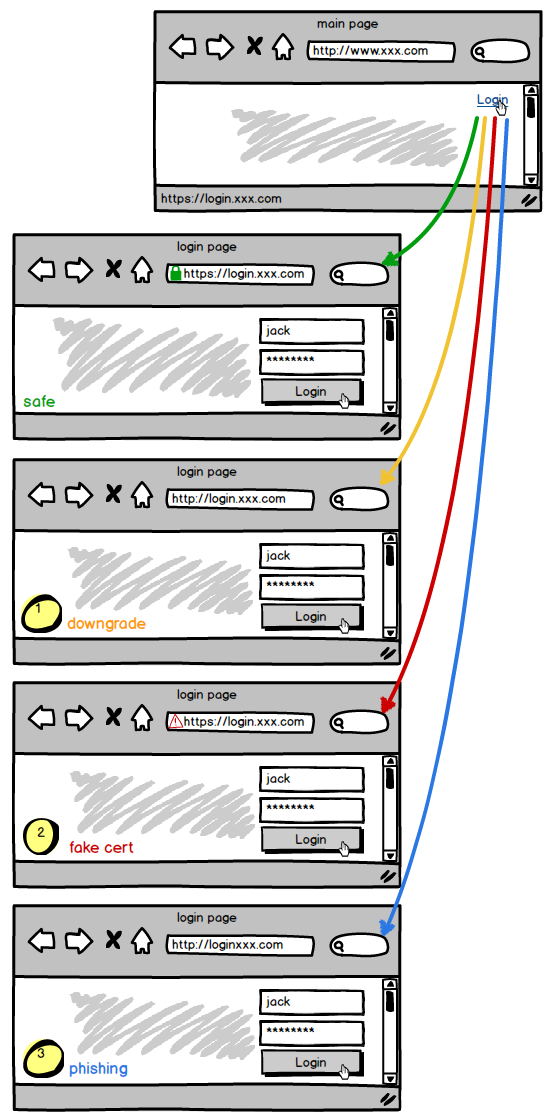 main page
http://www.xxx.com
Login
https://login.xxx.com
login page
https://login.xxx.com
jack
********
Login
safe
login page
http://login.xxx.com
jack
********
Login
1
downgrade
login page
https://login.xxx.com
jack
********
Login
2
fake cert
login page
http://loginxxx.com
jack
********
Login
3
phishing